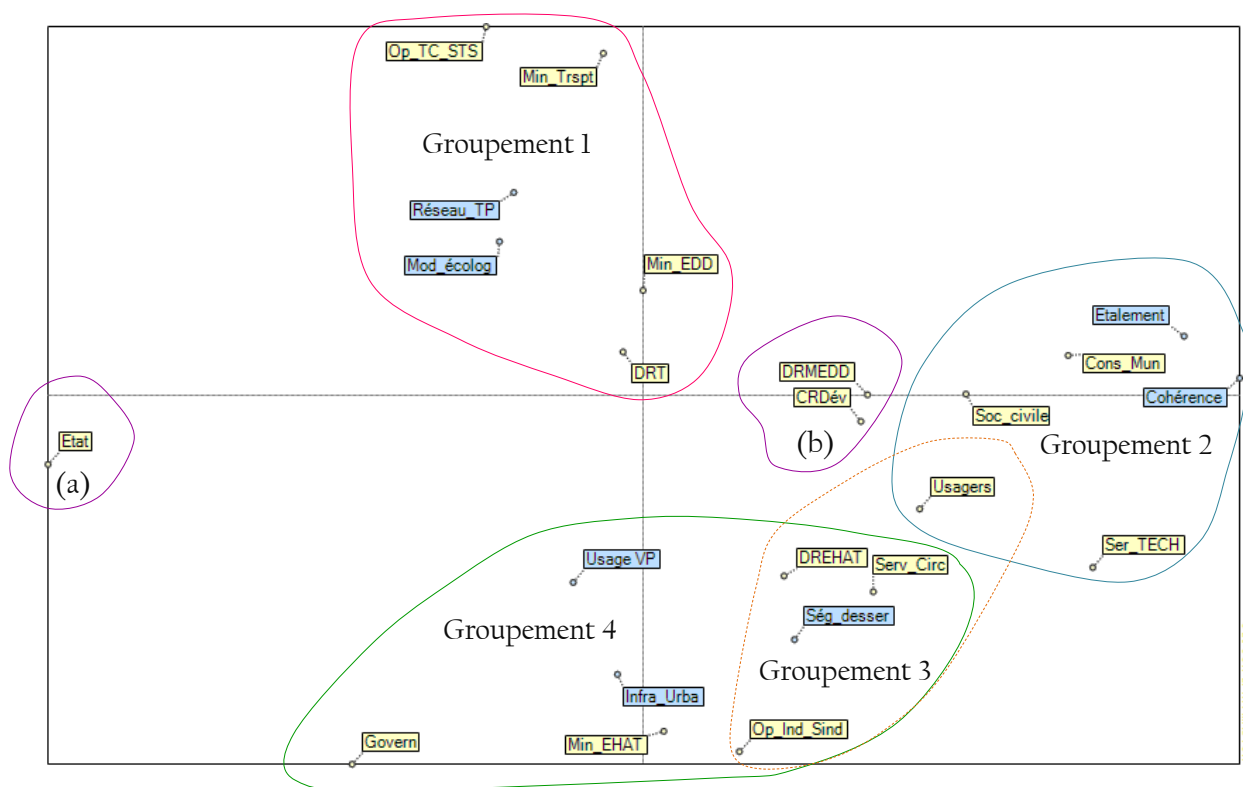 Op_TC_STS
Min_Trspt
Groupement 1
Réseau_TP
Mod_écolog
Min_EDD
DRT
Etalement
Cons_Mun
DRMEDD
CRDév
Cohérence
Soc_civile
(b)
Groupement 2
Etat
(a)
Usagers
Ser_TECH
Usage VP
DREHAT
Serv_Circ
Ség_desser
Groupement 4
Groupement 3
Infra_Urba
Op_Ind_Sind
Govern
Min_EHAT